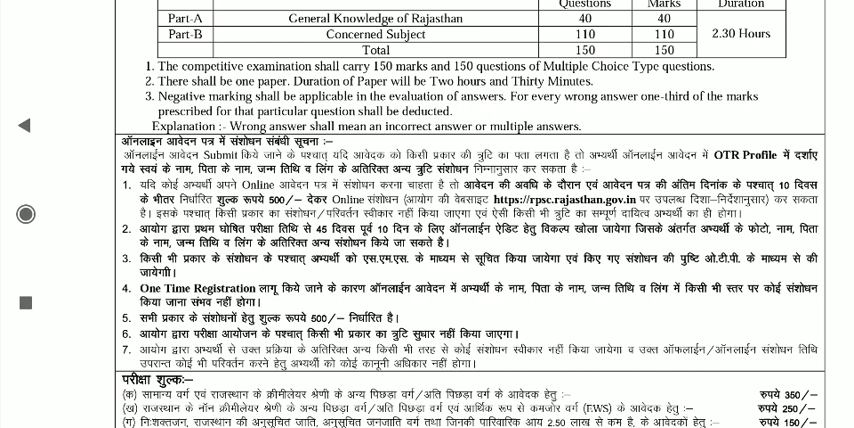 Questions Marks Duration
Part-A General Knowledge of Rajasthan 40 40
Part-B Concerned Subject 110 110 2.30 Hours
Total 150 150
1. The competitive examination shall carry 150 marks and 150 questions of Multiple Choice Type questions.
2. There shall be one paper. Duration of Paper will be Two hours and Thirty Minutes.
3. Negative marking shall be applicable in the evaluation of answers. For every wrong answer one-third of the marks
prescribed for that particular question shall be deducted.
Explanation :- Wrong answer shall mean an incorrect answer or multiple answers.
ऑनलाइन आवेदन पत्र में संशोधन संबंधी सूचना :–
ऑनलाईन आवेदन Submit किये जाने के पश्चात् यदि आवेदक को किसी प्रकार की त्रुटि का पता लगता है तो अभ्यर्थी ऑनलाईन आवेदन में OTR Profile में दर्शाए
गये स्वयं के नाम, पिता के नाम, जन्म तिथि व लिंग के अतिरिक्त अन्य त्रुटि संशोधन निम्नानुसार कर सकता है :–
1. यदि कोई अभ्यर्थी अपने Online आवेदन पत्र में संशोधन करना चाहता है तो आवेदन की अवधि के दौरान एवं आवेदन पत्र की अंतिम दिनांक के पश्चात् 10 दिवस
के भीतर निर्धारित शुल्क रूपये 500/– देकर Online संशोधन (आयोग की वेबसाइट https://rpsc.rajasthan.gov.in पर उपलब्ध दिशा–निर्देशानुसार) कर सकता
है। इसके पश्चात् किसी प्रकार का संशोधन/परिवर्तन स्वीकार नहीं किया जाएगा एवं ऐसी किसी भी त्रुटि का सम्पूर्ण दायित्व अभ्यर्थी का ही होगा।
2. आयोग द्वारा प्रथम घोषित परीक्षा तिथि से 45 दिवस पूर्व 10 दिन के लिए ऑनलाईन ऐडिट हेतु विकल्प खोला जायेगा जिसके अंतर्गत अभ्यर्थी के फोटो, नाम, पिता
के नाम, जन्म तिथि व लिंग के अतिरिक्त अन्य संशोधन किये जा सकते है।
3. किसी भी प्रकार के संशोधन के पश्चात् अभ्यर्थी को एस.एम.एस. के माध्यम से सूचित किया जायेगा एवं किए गए संशोधन की पुष्टि ओ.टी.पी. के माध्यम से की
जायेगी।
4. One Time Registration लागू किये जाने के कारण ऑनलाईन आवेदन में अभ्यर्थी के नाम, पिता के नाम, जन्म तिथि व लिंग में किसी भी स्तर पर कोई संशोधन
किया जाना संभव नहीं होगा।
5. सभी प्रकार के संशोधनों हेतु शुल्क रूपये 500/– निर्धारित है।
6. आयोग द्वारा परीक्षा आयोजन के पश्चात् किसी भी प्रकार का त्रुटि सुधार नहीं किया जाएगा।
7. आयोग द्वारा अभ्यर्थी से उक्त प्रक्रिया के अतिरिक्त अन्य किसी भी तरह से कोई संशोधन स्वीकार नहीं किया जायेगा व उक्त ऑफलाईन/ऑनलाईन संशोधन तिथि
उपरान्त कोई भी परिवर्तन करने हेतु अभ्यर्थी को कोई कानूनी अधिकार नहीं होगा।
परीक्षा शुल्क:–
(क) सामान्य वर्ग एवं राजस्थान के क्रीमीलेयर श्रेणी के अन्य पिछड़ा वर्ग/अति पिछड़ा वर्ग के आवेदक हेतु :– रुपये 350/–
(ख) राजस्थान के नॉन क्रीमीलेयर श्रेणी के अन्य पिछड़ा वर्ग/अति पिछड़ा वर्ग एवं आर्थिक रूप से कमजोर वर्ग (EWS) के आवेदक हेतु :– रुपये 250/–
(ग) निःशक्तजन, राजस्थान की अनुसूचित जाति, अनुसूचित जनजाति वर्ग तथा जिनकी पारिवारिक आय 2.50 लाख से कम है, के आवेदकों हेतु :– रुपये 150/–